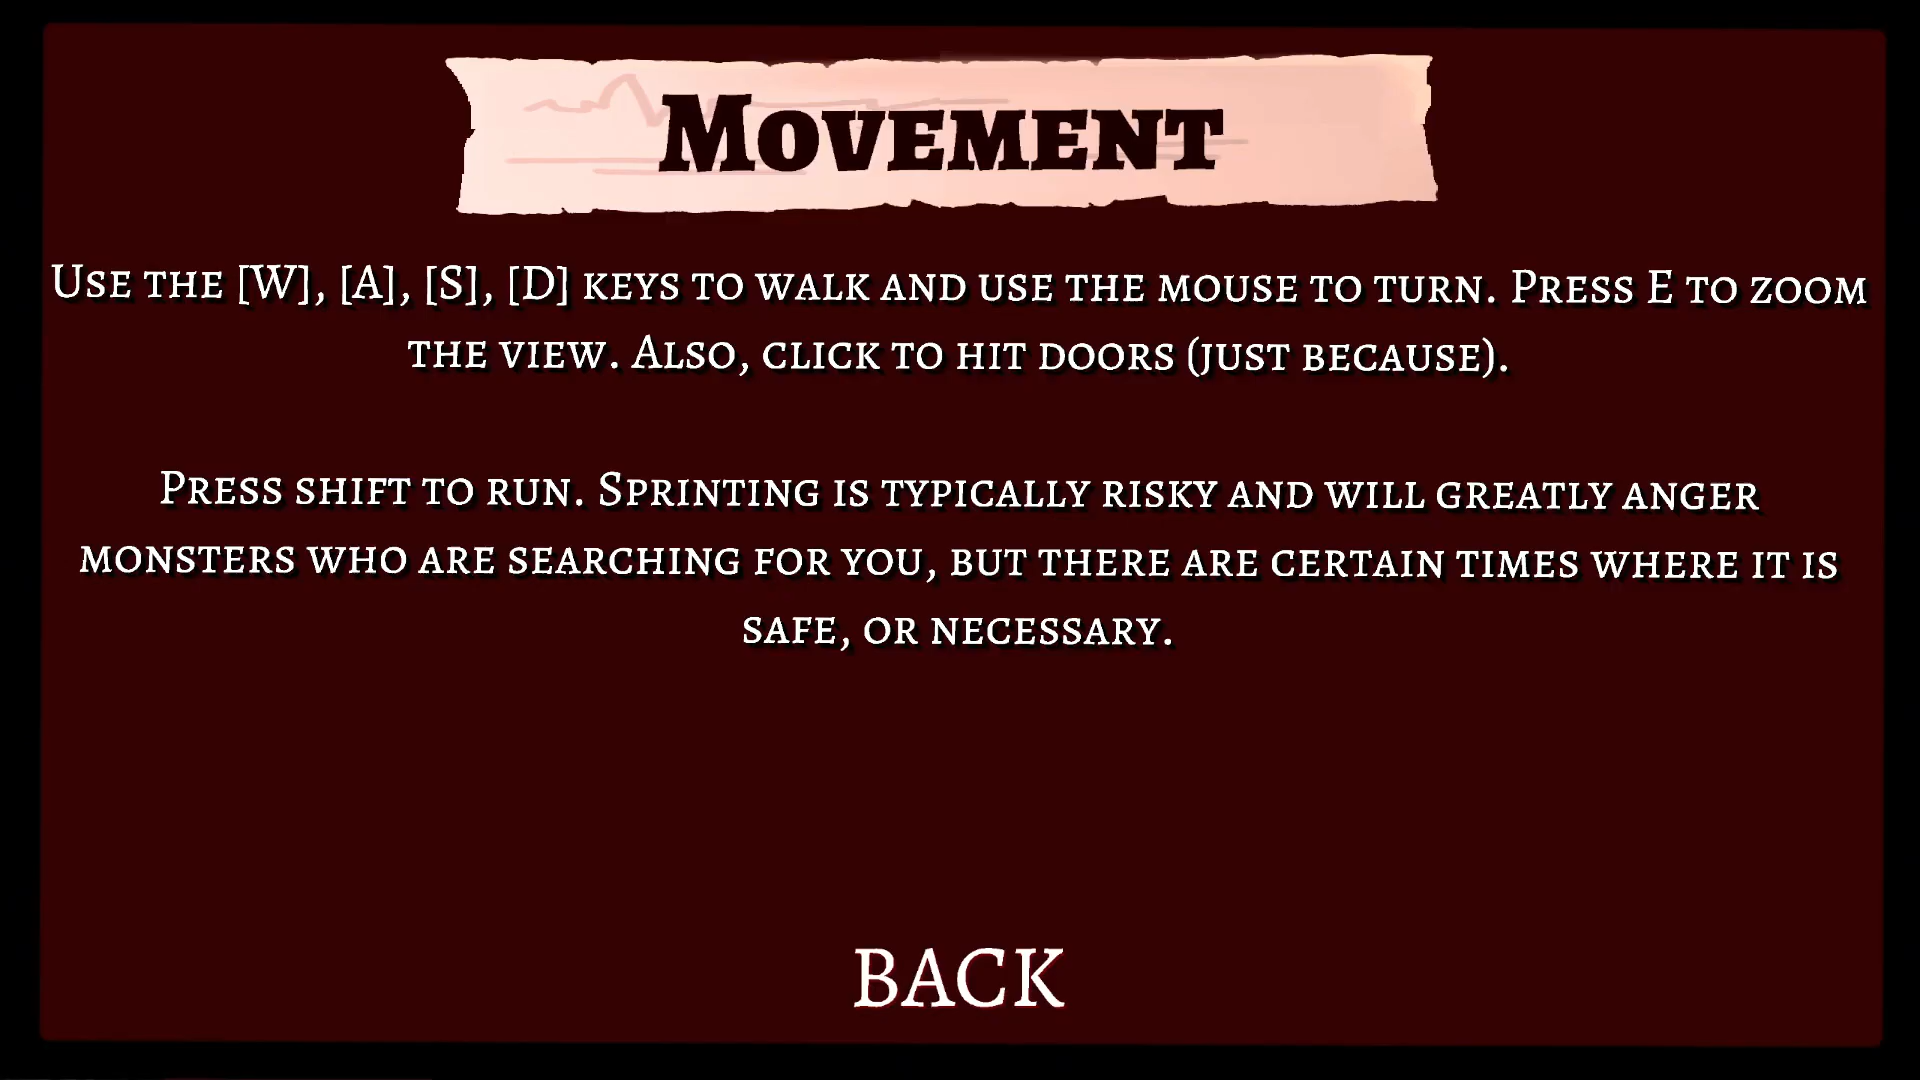 Movement
Use the [W], [A], [S], [D] keys to walk and use the mouse to turn. Press E to zoom
the view. Also, click to hit doors (just because).
Press shift to run. Sprinting is typically risky and will greatly anger
monsters who are searching for you, but there are certain times where it is
safe, or necessary.
BACK